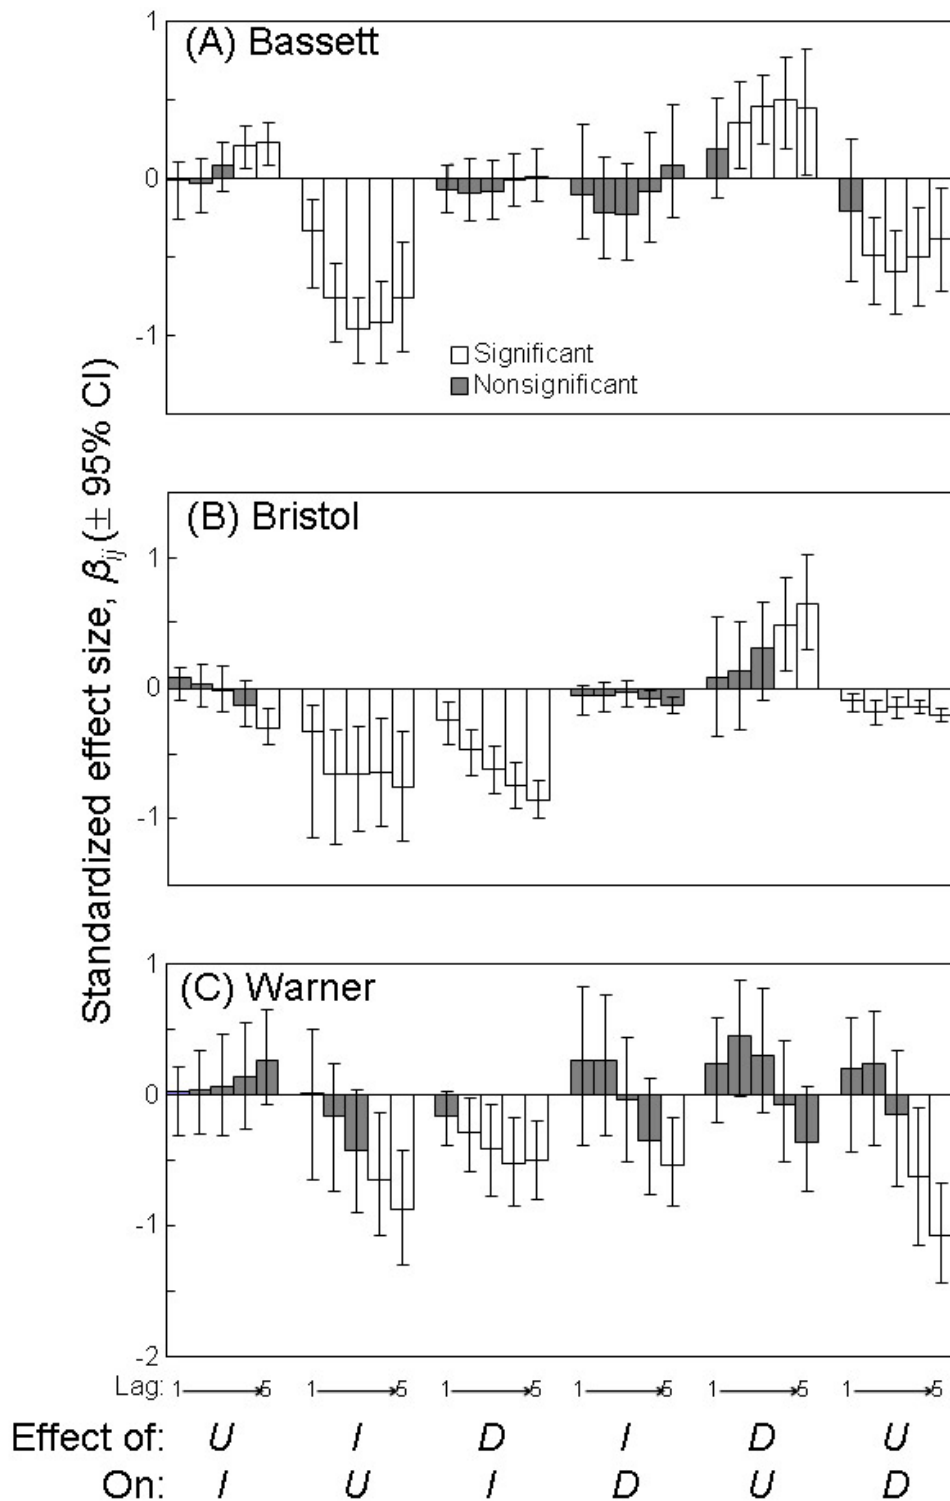 1
(A) Bassett
0
-1
Significant
Nonsignificant
Standardized effect size, βij (± 95% CI)
(B) Bristol
1
0
-1
1
(C) Warner
0
-1
-2
Lag: 1 5 1 5 1 5 1 5 1 5 1 5
Effect of: U I D I D U
On: I U I D U D